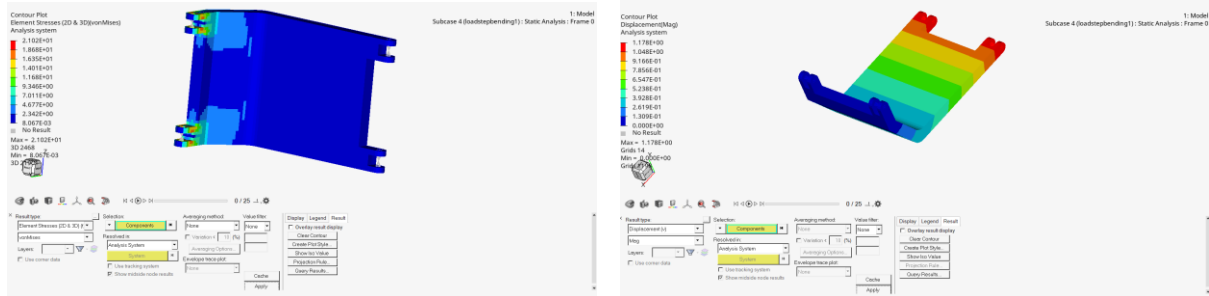 Contour Plot
Element Stresses (2D & 3D)(vonMises)
Analysis system
2.102E+01
1.868E+01
1.635E+01
1.401E+01
1.168E+01
9.346E+00
7.011E+00
4.677E+00
2.342E+00
8.067E-03
No Result
Max = 2.102E+01
3D 2468
Min = 8.067E-03
1: Model
Subcase 4 (loadstepbending1) : Static Analysis : Frame 0
0 / 25
Result type:
Element Stresses (2D & 3D) (t)
vonMises
Layers
Use corner data
Selection:
Components
Resolved in:
Analysis System
System
Use tracking system
Show midside node results
Averaging method:
None
Variation < 10 (%)
Averaging Options...
Envelope trace plot:
None
Value filter:
None
Cache
Apply
Display Legend Result
Overlay result display
Clear Contour
Create Plot Style...
Show Iso Value
Projection Rule...
Query Results...
Contour Plot
Displacement(Mag)
Analysis system
1.178E+00
1.048E+00
9.166E-01
7.856E-01
6.547E-01
5.238E-01
3.928E-01
2.619E-01
1.309E-01
0.000E+00
No Result
Max = 1.178E+00
Grids 14
Min = 0.000E+00
1: Model
Subcase 4 (loadstepbending1) : Static Analysis : Frame 0
0 / 25
Result type:
Displacement (v)
Mag
Layers
Use corner data
Selection:
Components
Resolved in:
Analysis System
System
Use tracking system
Show midside node results
Averaging method:
None
Variation < 10 (%)
Averaging Options...
Envelope trace plot:
None
Value filter:
None
Cache
Apply
Display Legend Result
Overlay result display
Clear Contour
Create Plot Style...
Show Iso Value
Projection Rule...
Query Results...